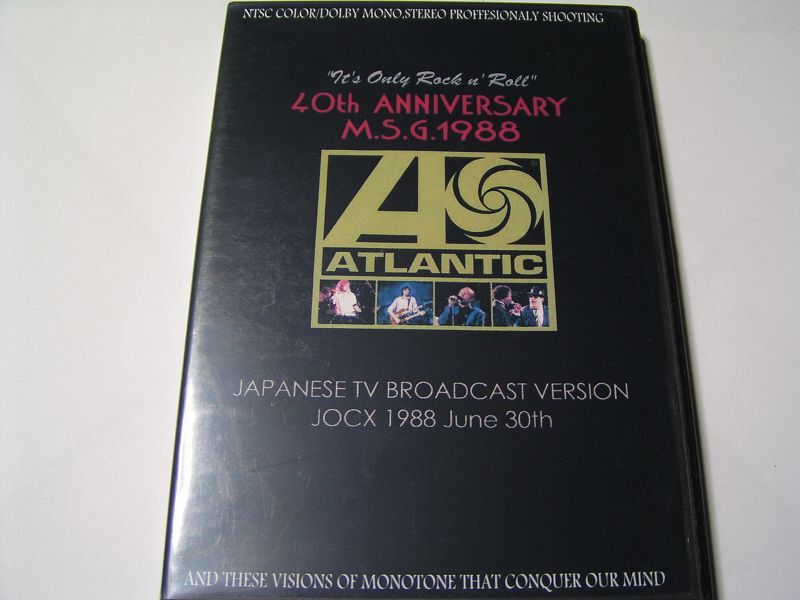 NTSC COLOR/DOLBY MONO,STEREO PROFFESIONALY SHOOTING
"It's Only Rock n' Roll"
40th ANNIVERSARY
M.S.G.1988
A
ATLANTIC
JAPANESE TV BROADCAST VERSION
JOCX 1988 June 30th
AND THESE VISIONS OF MONOTONE THAT CONQUER OUR MIND